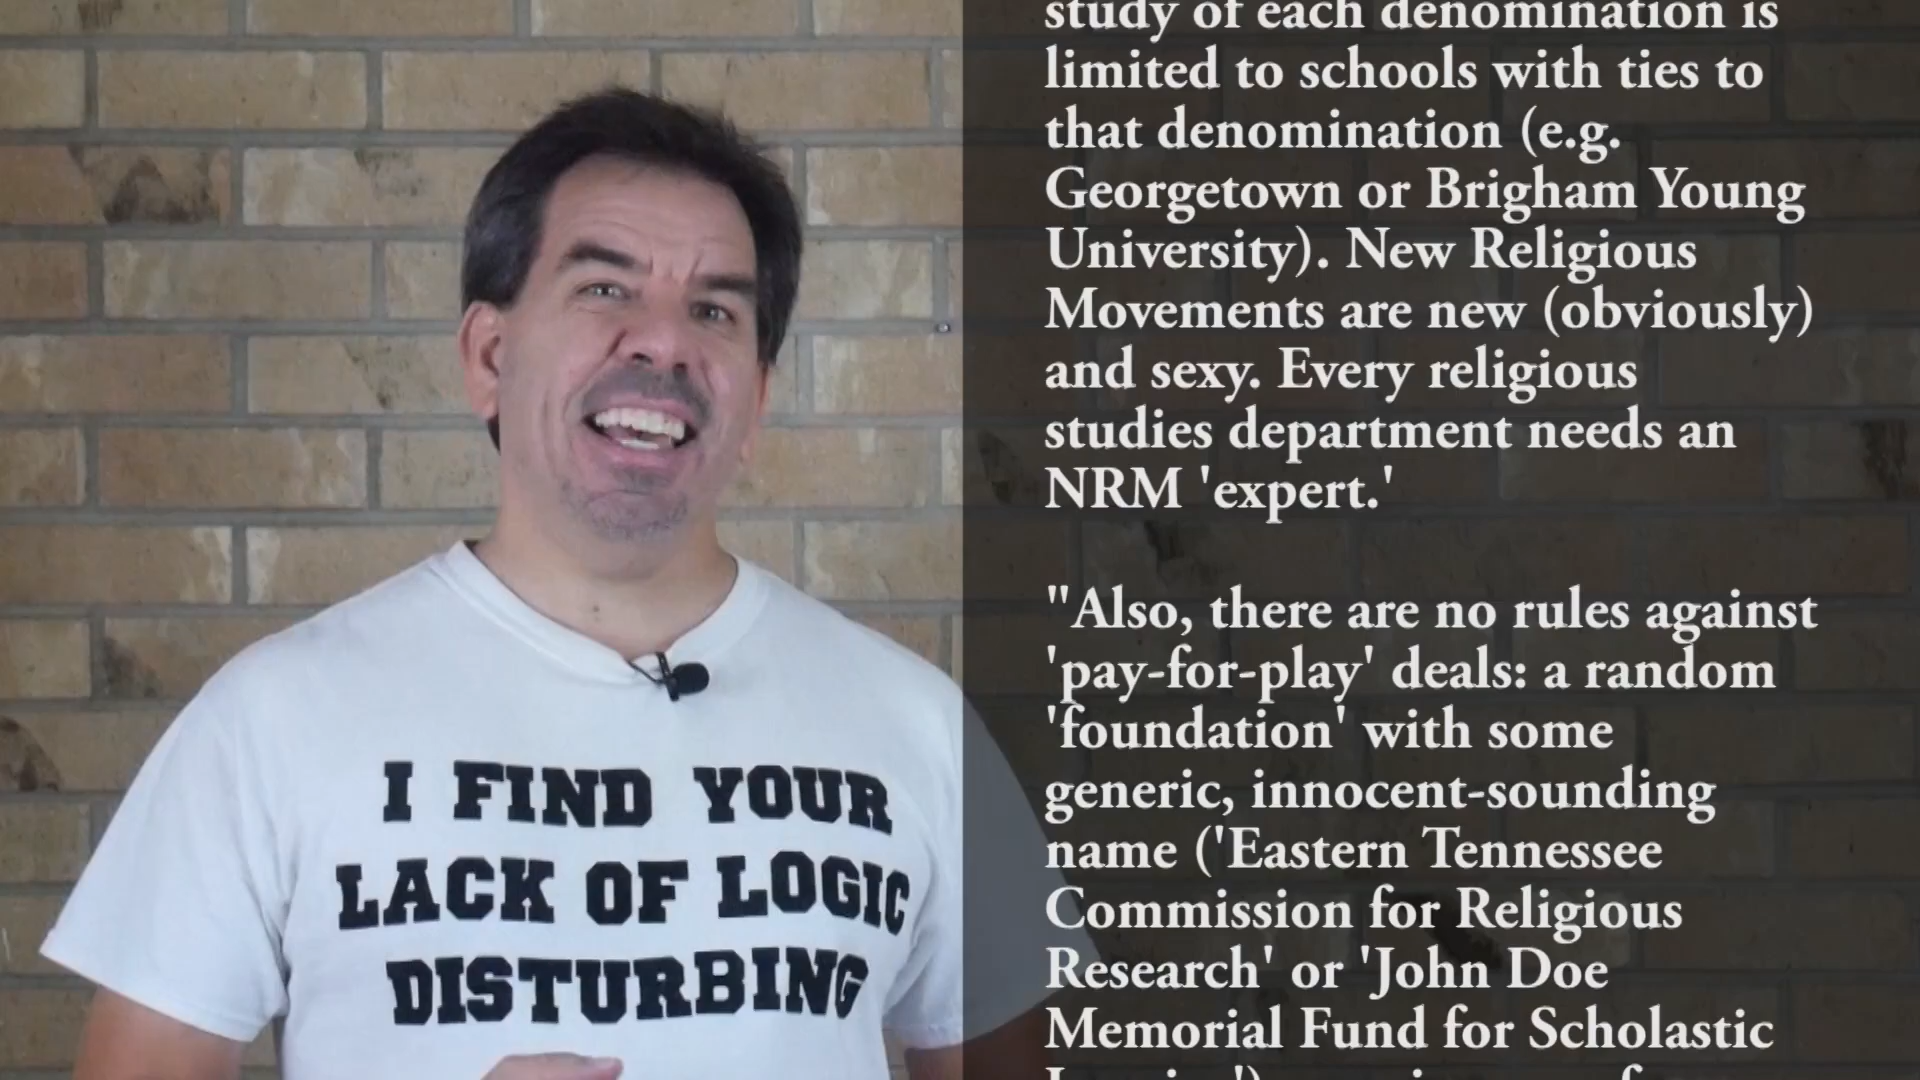 I FIND YOUR
LACK OF LOGIC
DISTURBING
study of each denomination is
limited to schools with ties to
that denomination (e.g.
Georgetown or Brigham Young
University). New Religious
Movements are new (obviously)
and sexy. Every religious
studies department needs an
NRM 'expert.'
"Also, there are no rules against
'pay-for-play' deals: a random
'foundation' with some
generic, innocent-sounding
name ('Eastern Tennessee
Commission for Religious
Research' or 'John Doe
Memorial Fund for Scholastic